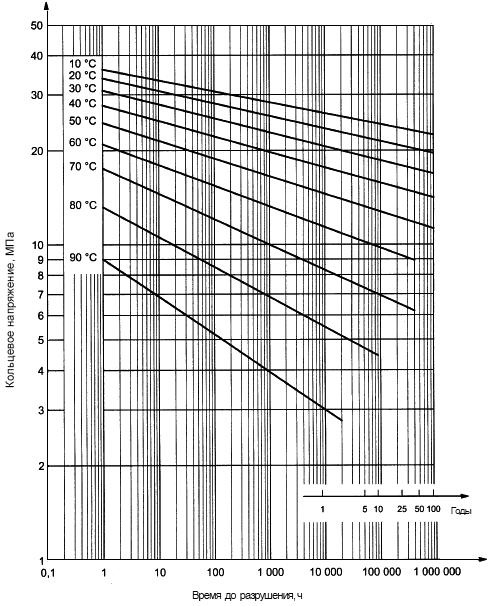 50
40
30
20
10
9
8
7
6
5
4
3
2
1
10 °C
20 °C
30 °C
40 °C
50 °C
60 °C
70 °C
80 °C
90 °C
Кольцевое напряжение, МПа
1 5 10 25 50 100 Годы
0,1 1 10 100 1 000 10 000 100 000 1 000 000
Время до разрушения, ч